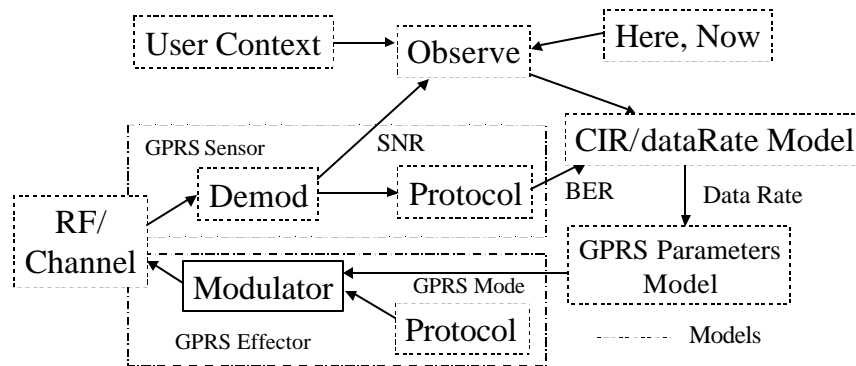 User Context
Observe
Here, Now
GPRS Sensor
SNR
CIR/dataRate Model
Demod
Protocol
BER
Data Rate
RF/
Channel
GPRS Parameters
Model
Modulator
GPRS Mode
Protocol
GPRS Effector
Models